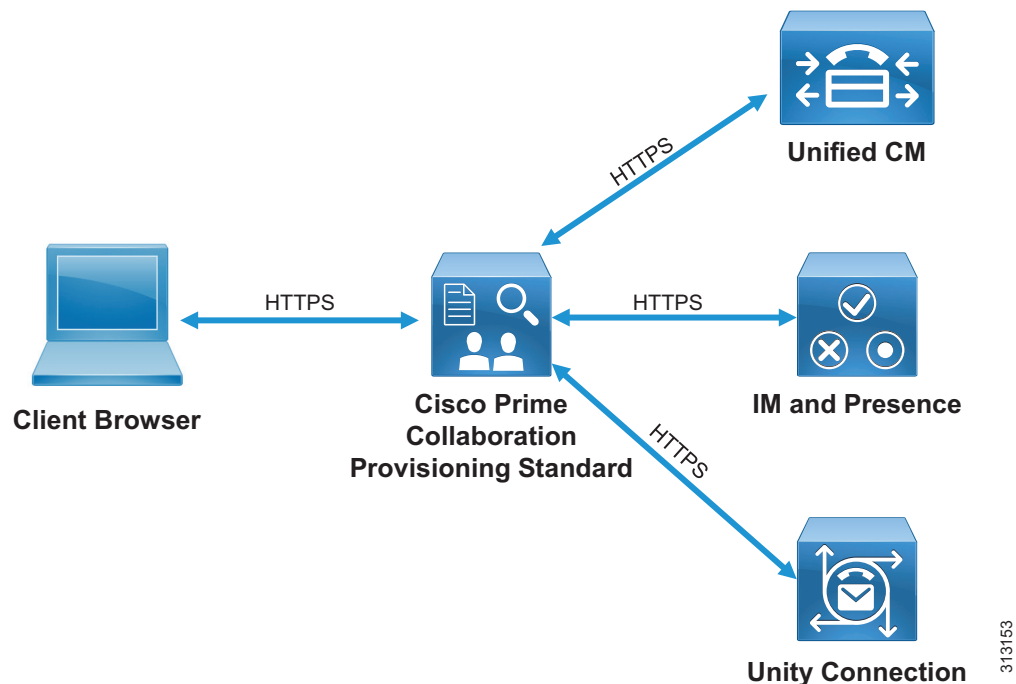 Unified CM
HTTPS
HTTPS
HTTPS
Client Browser
Cisco Prime
Collaboration
Provisioning Standard
IM and Presence
HTTPS
Unity Connection
313153